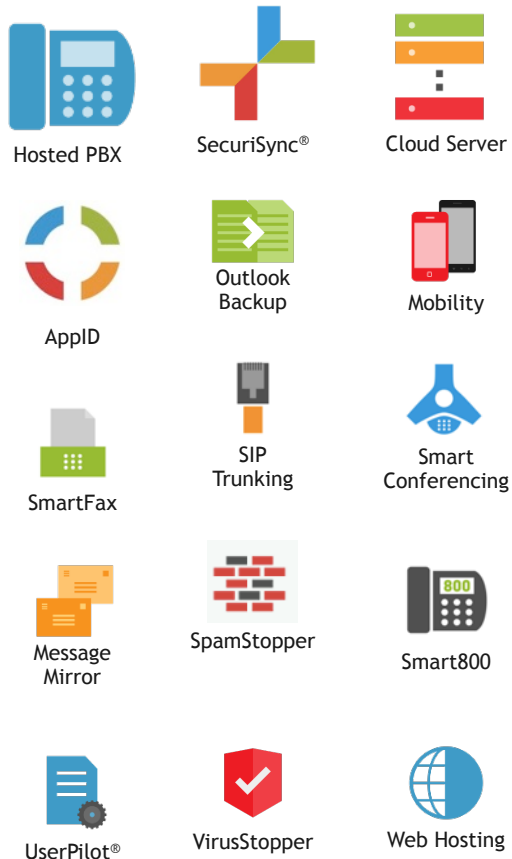 Hosted PBX
SecuriSync®
Cloud Server
AppID
Outlook
Backup
Mobility
SmartFax
SIP
Trunking
Smart
Conferencing
Message
Mirror
SpamStopper
800
Smart800
UserPilot®
VirusStopper
Web Hosting